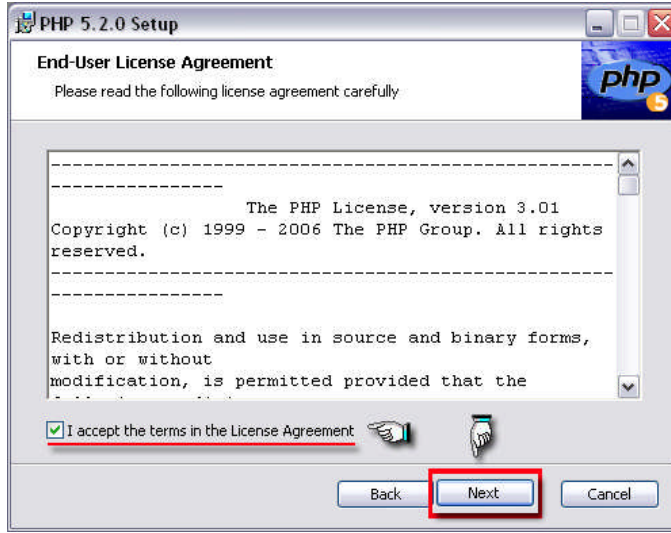 PHP 5.2.0 Setup
End-User License Agreement
Please read the following license agreement carefully
php
5
-----------------------------------------------------
----------------
The PHP License, version 3.01
Copyright (c) 1999 - 2006 The PHP Group. All rights
reserved.
-----------------------------------------------------
----------------
Redistribution and use in source and binary forms,
with or without
modification, is permitted provided that the
I accept the terms in the License Agreement
Back
Next
Cancel